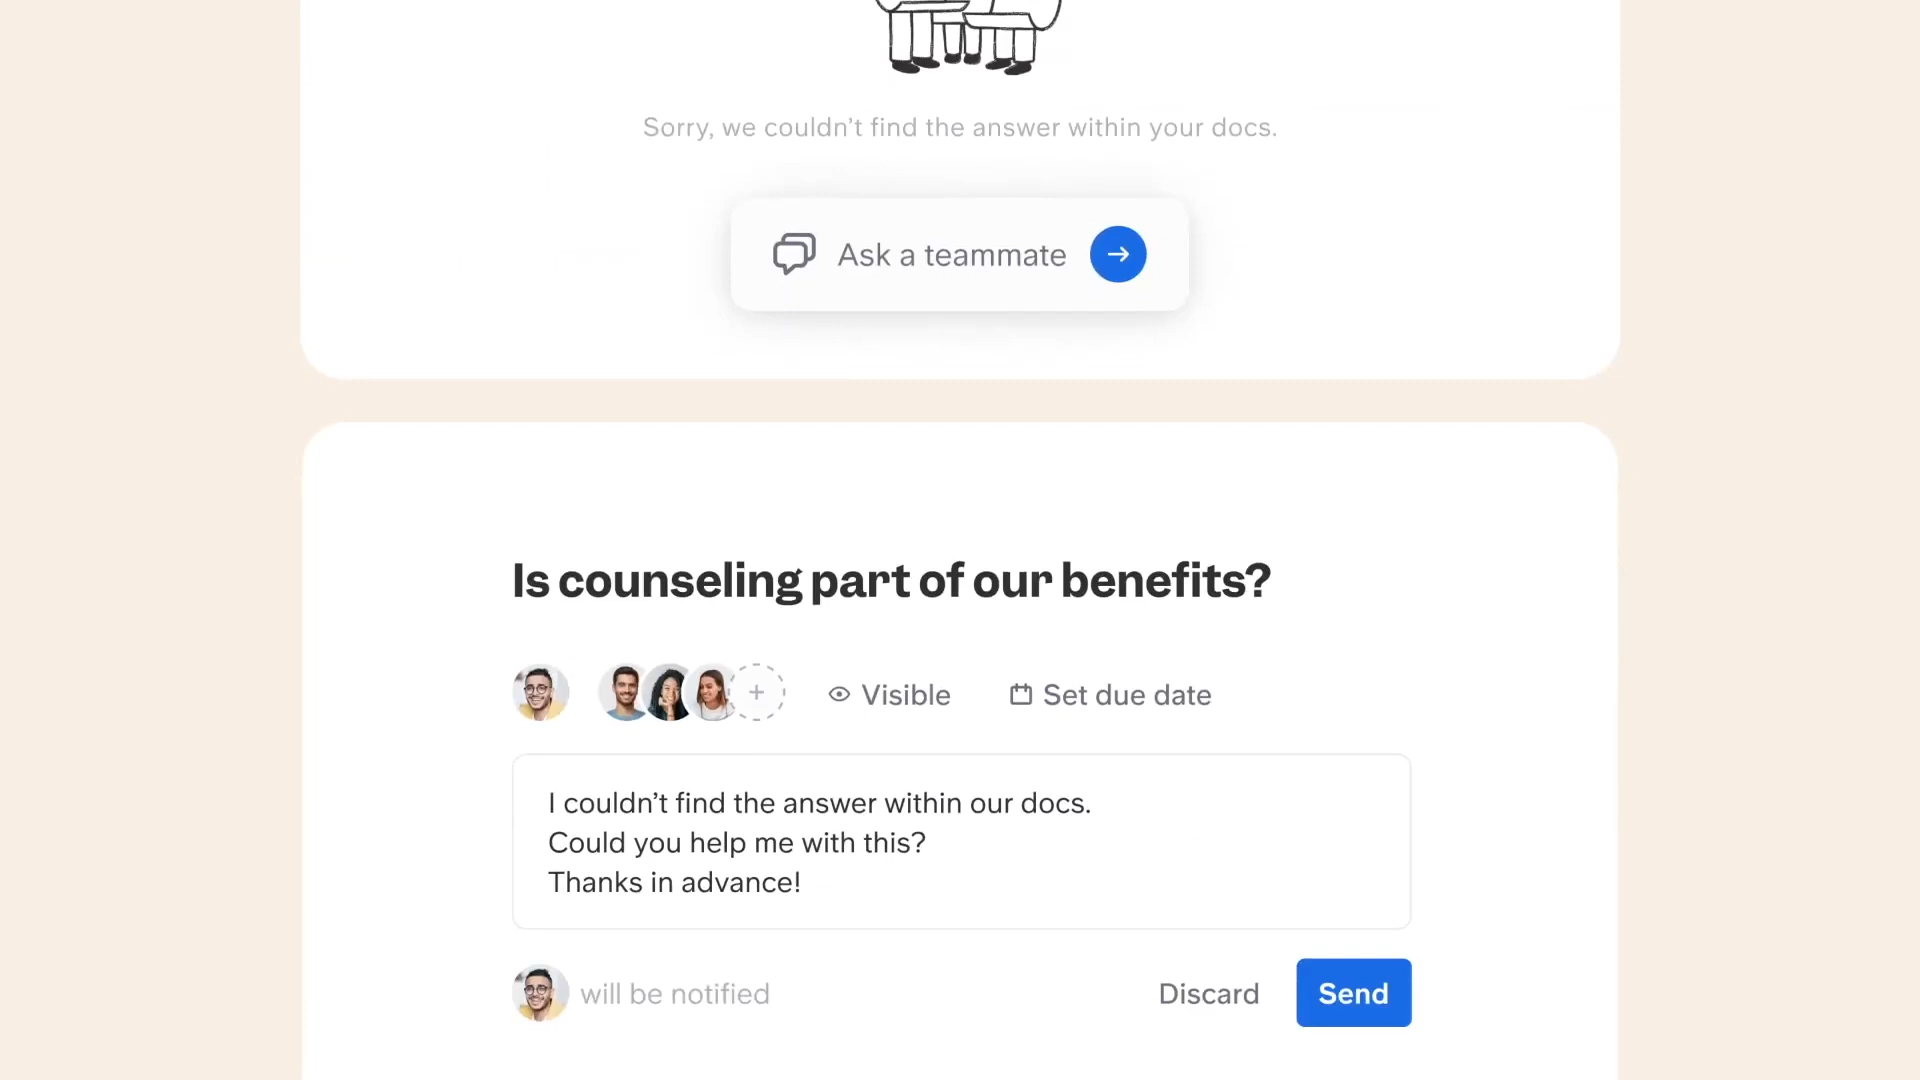 Sorry, we couldn’t find the answer within your docs.
Ask a teammate
Is counseling part of our benefits?
Visible
Set due date
I couldn’t find the answer within our docs.
Could you help me with this?
Thanks in advance!
will be notified
Discard
Send